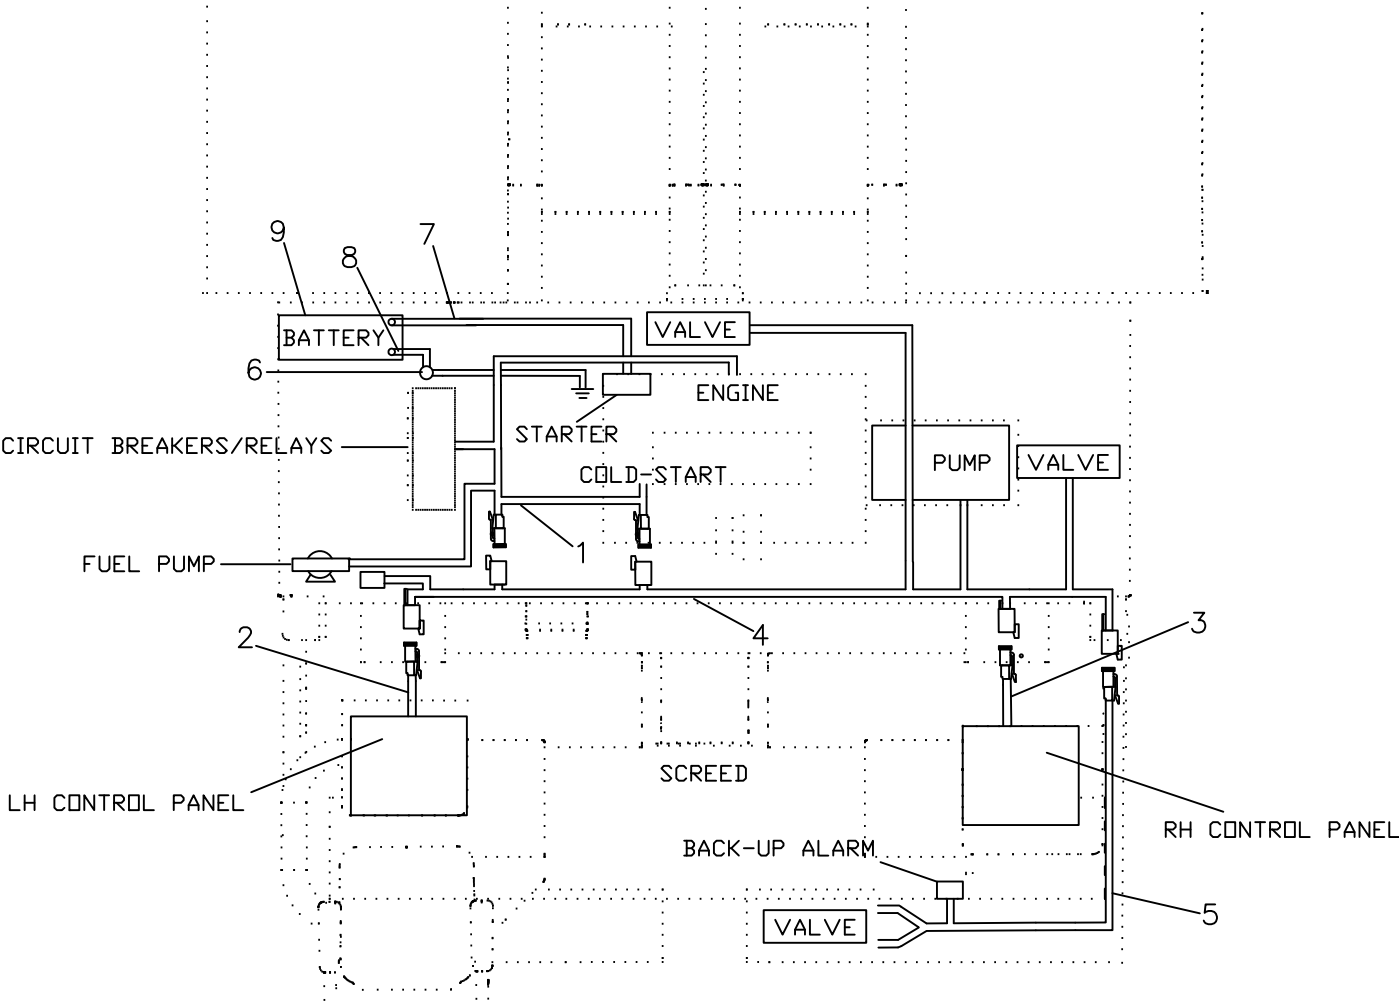 9
8
7
BATTERY
VALVE
6
ENGINE
STARTER
CIRCUIT BREAKERS/RELAYS
COLD-START
PUMP
VALVE
1
FUEL PUMP
2
4
3
SCREED
LH CONTROL PANEL
RH CONTROL PANEL
BACK-UP ALARM
VALVE
5